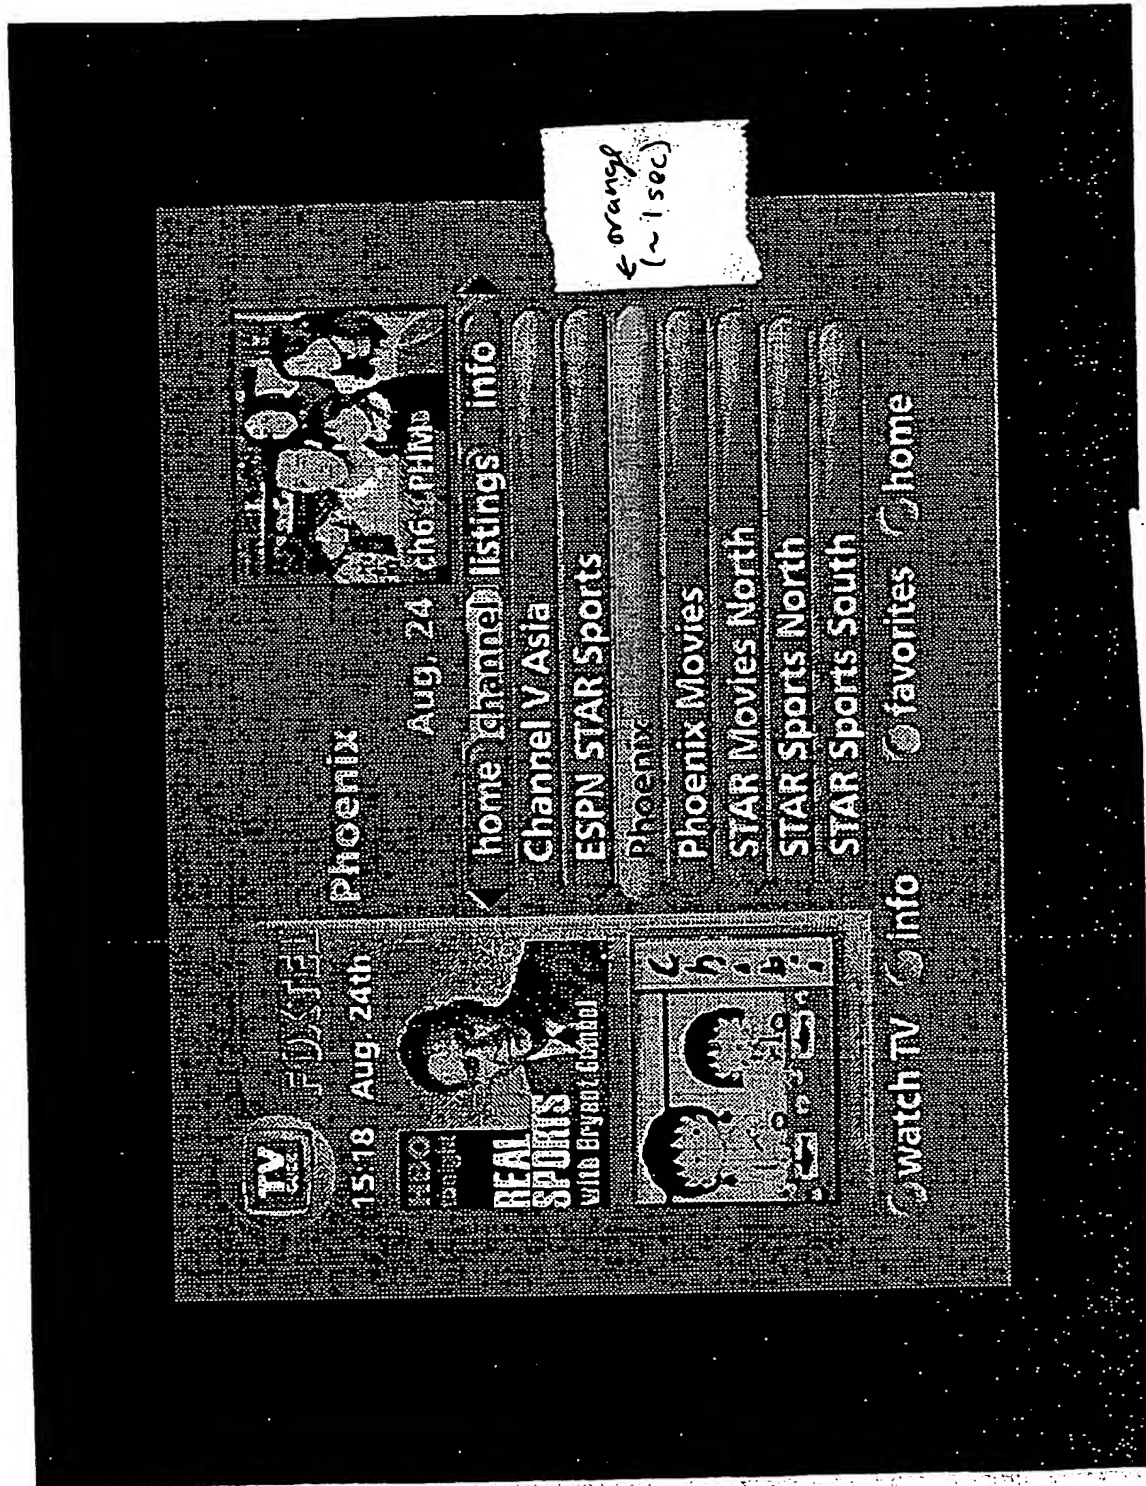 TV
FOXTEL
15:18 Aug 24th
HBO
REAL
SPORTS
With Bryant Gumbel
Chibi
Phoenix
Aug, 24
ch6 PHM
home channel listings info
Channel V Asia
ESPN STAR Sports
Phoenix
Phoenix Movies
STAR Movies North
STAR Sports North
STAR Sports South
watch TV info favorites home
← orange
(~ 1 sec)